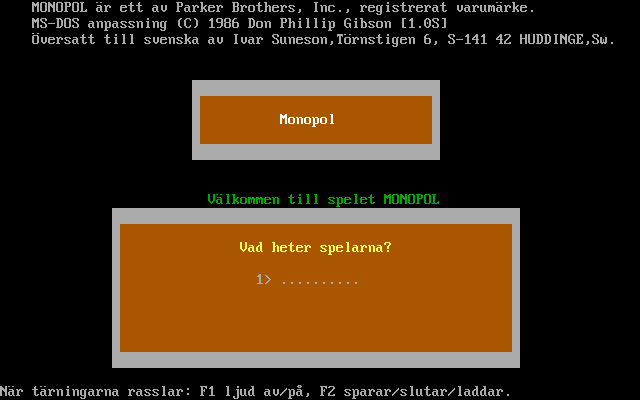 MONOPOL är ett av Parker Brothers, Inc., registrerat varumärke.
MS-DOS anpassning (C) 1986 Don Phillip Gibson [1.0S]
Översatt till svenska av Ivar Suneson,Törnstigen 6, S-141 42 HUDDINGE,Sw.
Monopol
Välkommen till spelet MONOPOL
Vad heter spelarna?
1> ..........
När tärningarna rasslar: F1 ljud av/på, F2 sparar/slutar/laddar.